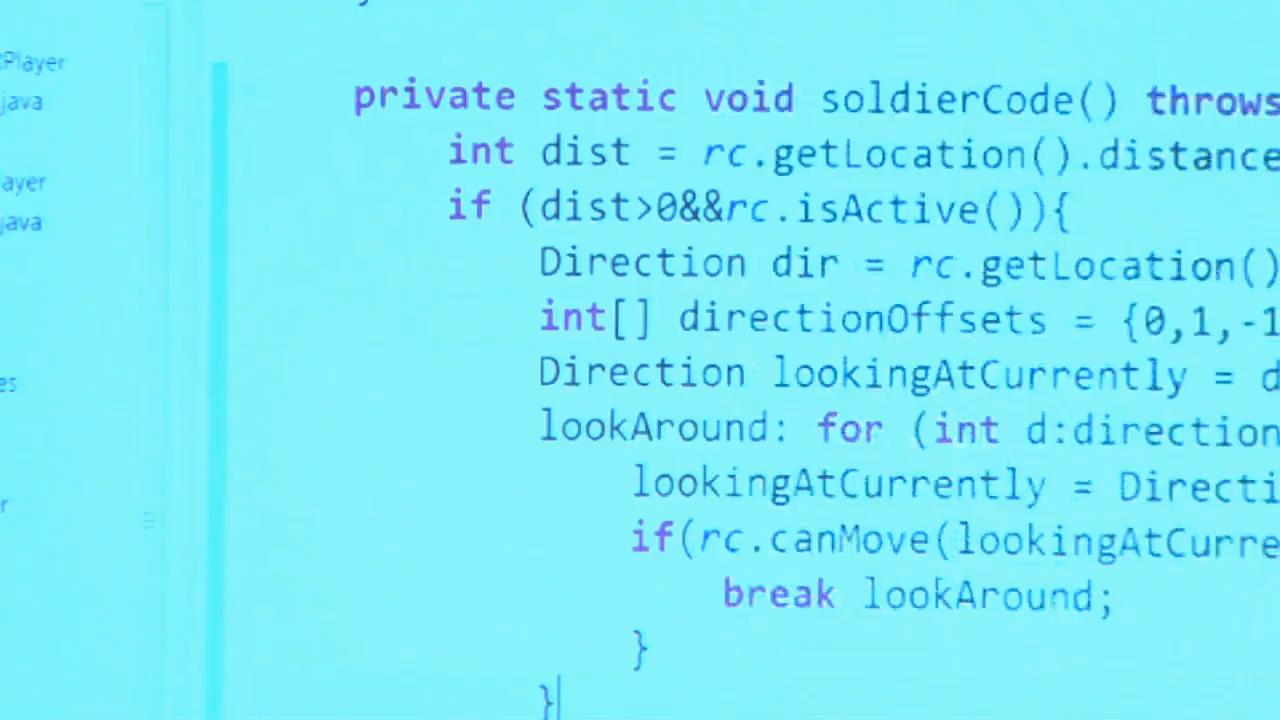 Player
java
ayer
java
es
r
private static void soldierCode() throws
int dist = rc.getLocation().distance
if (dist>0&&rc.isActive()){
Direction dir = rc.getLocation()
int[] directionOffsets = {0,1,-1
Direction lookingAtCurrently = d
lookAround: for (int d:direction
lookingAtCurrently = Directi
if(rc.canMove(lookingAtCurre
break lookAround;
}
}